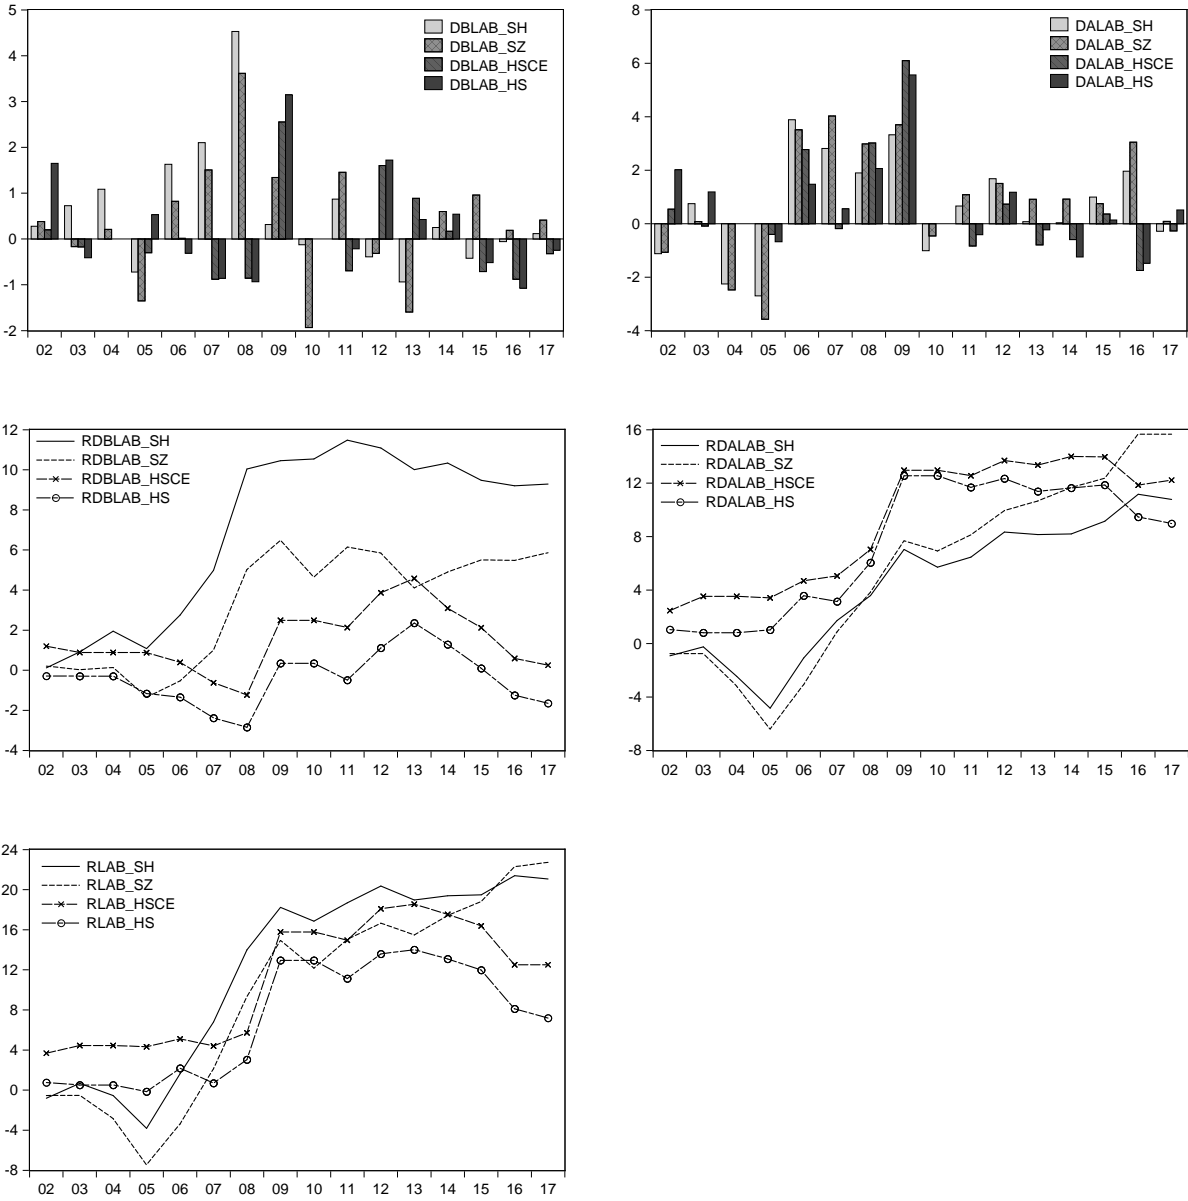 5
4
3
2
1
0
-1
-2
DBLAB_SH
DBLAB_SZ
DBLAB_HSCE
DBLAB_HS
02 03 04 05 06 07 08 09 10 11 12 13 14 15 16 17
8
6
4
2
0
-2
-4
DALAB_SH
DALAB_SZ
DALAB_HSCE
DALAB_HS
02 03 04 05 06 07 08 09 10 11 12 13 14 15 16 17
12
10
8
6
4
2
0
-2
-4
RDBLAB_SH
RDBLAB_SZ
RDBLAB_HSCE
RDBLAB_HS
02 03 04 05 06 07 08 09 10 11 12 13 14 15 16 17
16
12
8
4
0
-4
-8
RDALAB_SH
RDALAB_SZ
RDALAB_HSCE
RDALAB_HS
02 03 04 05 06 07 08 09 10 11 12 13 14 15 16 17
24
20
16
12
8
4
0
-4
-8
RLAB_SH
RLAB_SZ
RLAB_HSCE
RLAB_HS
02 03 04 05 06 07 08 09 10 11 12 13 14 15 16 17